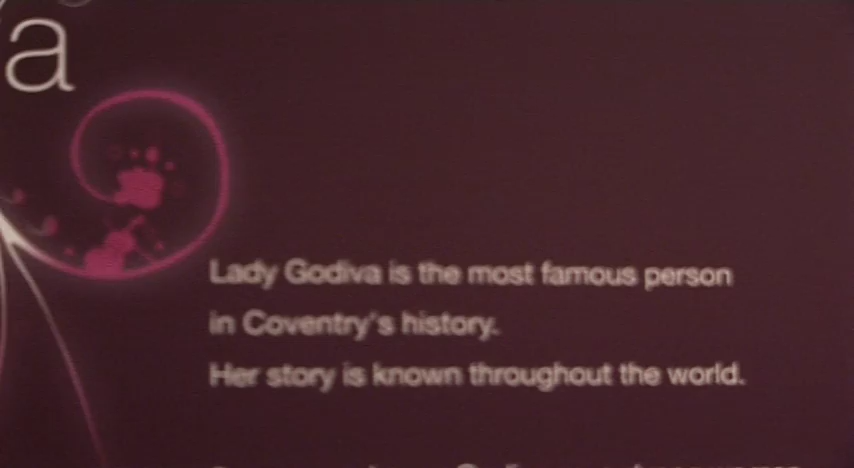 a
Lady Godiva is the most famous person
in Coventry's history.
Her story is known throughout the world.